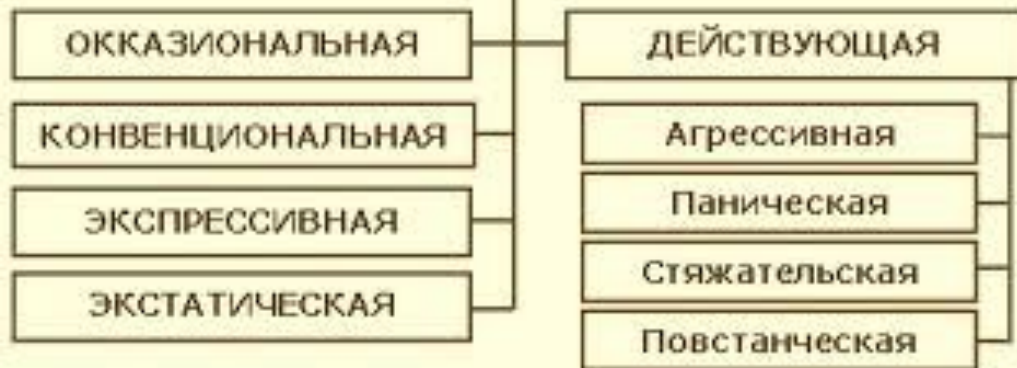 ОККАЗИОНАЛЬНАЯ
КОНВЕНЦИОНАЛЬНАЯ
ЭКСПРЕССИВНАЯ
ЭКСТАТИЧЕСКАЯ
ДЕЙСТВУЮЩАЯ
Агрессивная
Паническая
Стяжательская
Повстанческая